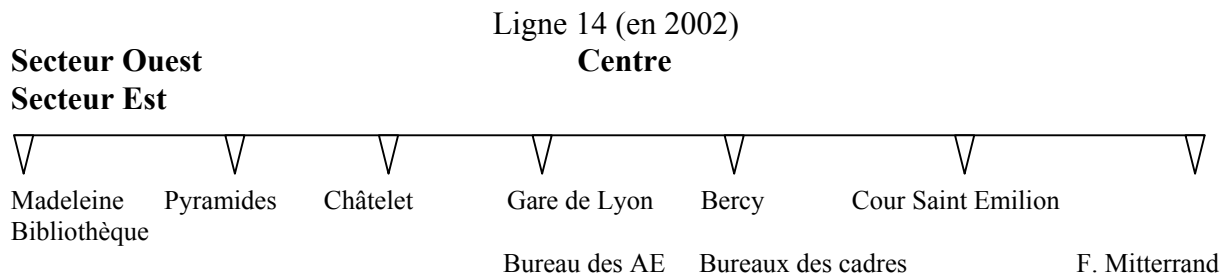 Ligne 14 (en 2002)
Secteur Ouest Centre
Secteur Est
Madeleine Pyramides Châtelet Gare de Lyon Bercy Cour Saint Emilion
Bibliothèque
Bureau des AE Bureaux des cadres F. Mitterrand